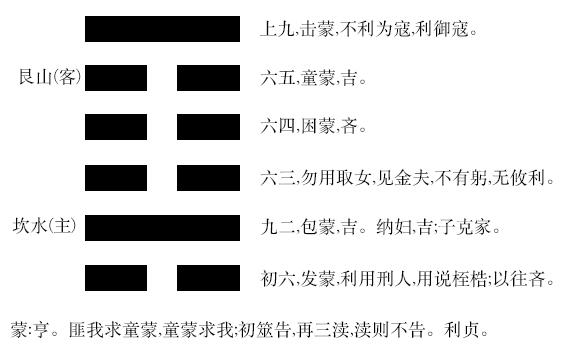 上九,击蒙,不利为寇,利御寇。
艮山(客)
六五,童蒙,吉。
六四,困蒙,吝。
六三,勿用取女,见金夫,不有躬,无攸利。
坎水(主)
九二,包蒙,吉。纳妇,吉;子克家。
初六,发蒙,利用刑人,用说桎梏;以往吝。
蒙:亨。匪我求童蒙,童蒙求我;初筮告,再三渎,渎则不告。利贞。